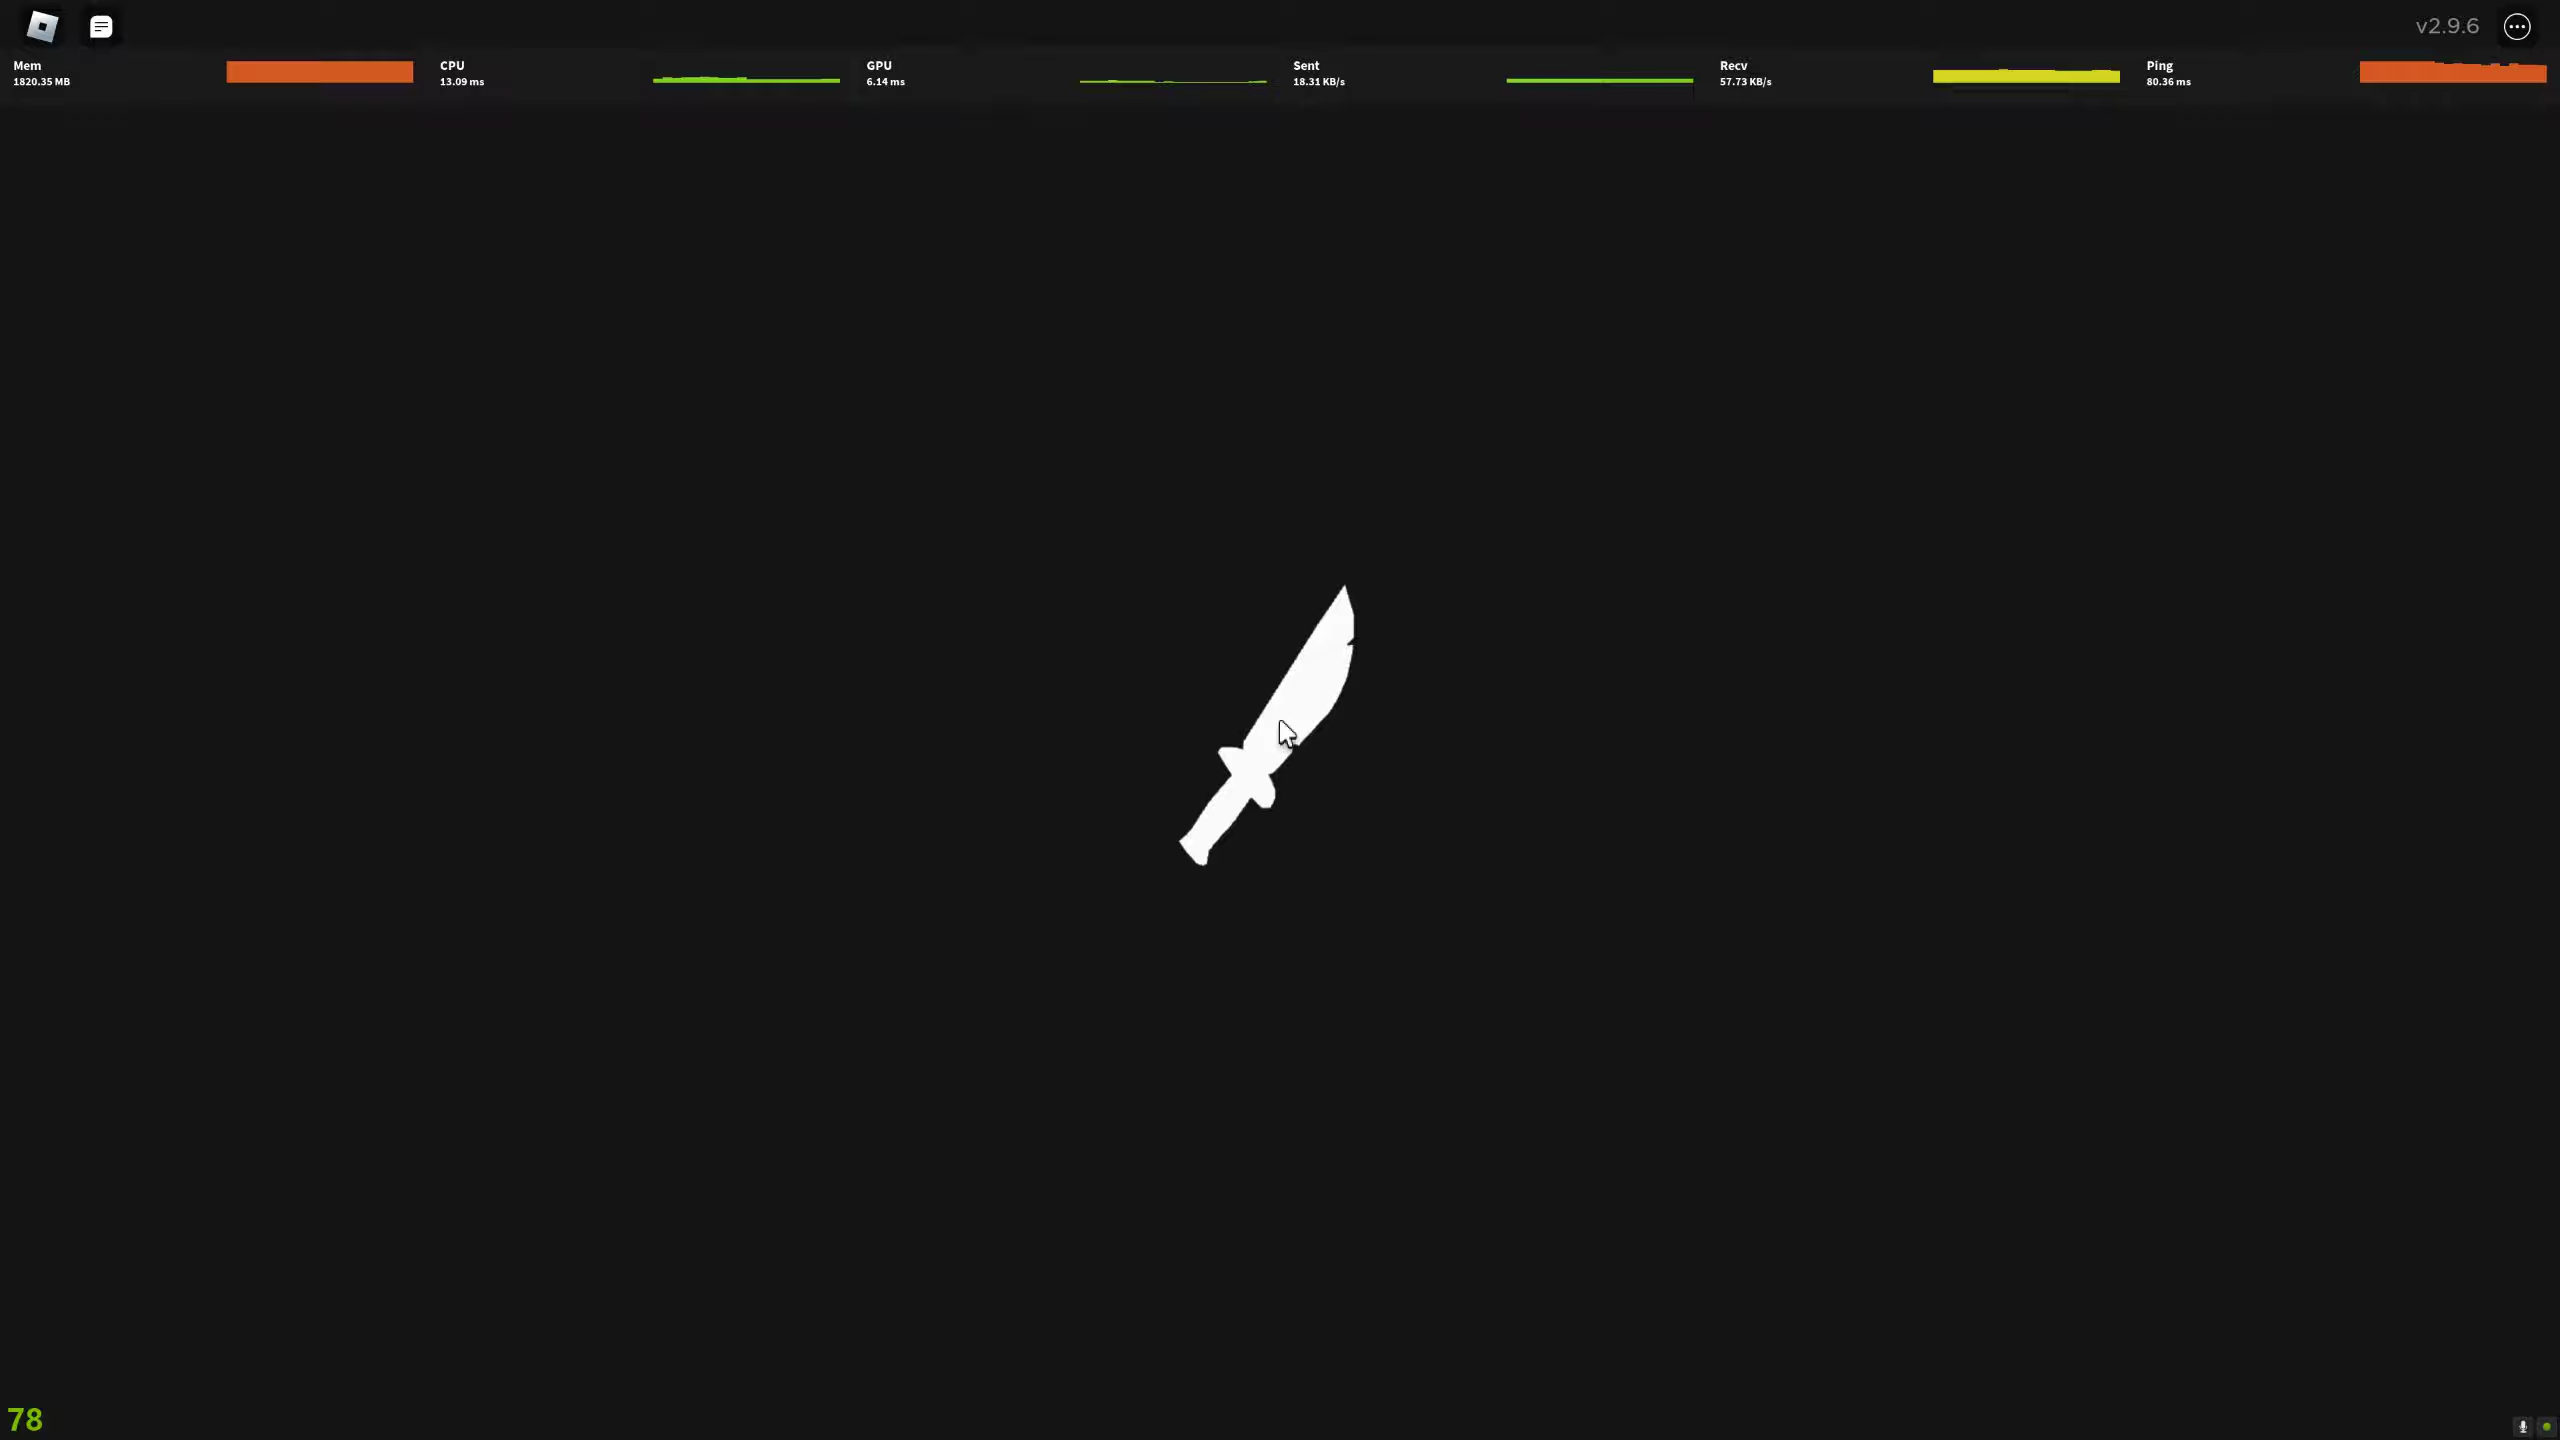 v2.9.6
Mem
1820.35 MB
CPU
13.09 ms
GPU
6.14 ms
Sent
18.31 KB/s
Recv
57.73 KB/s
Ping
80.36 ms
78